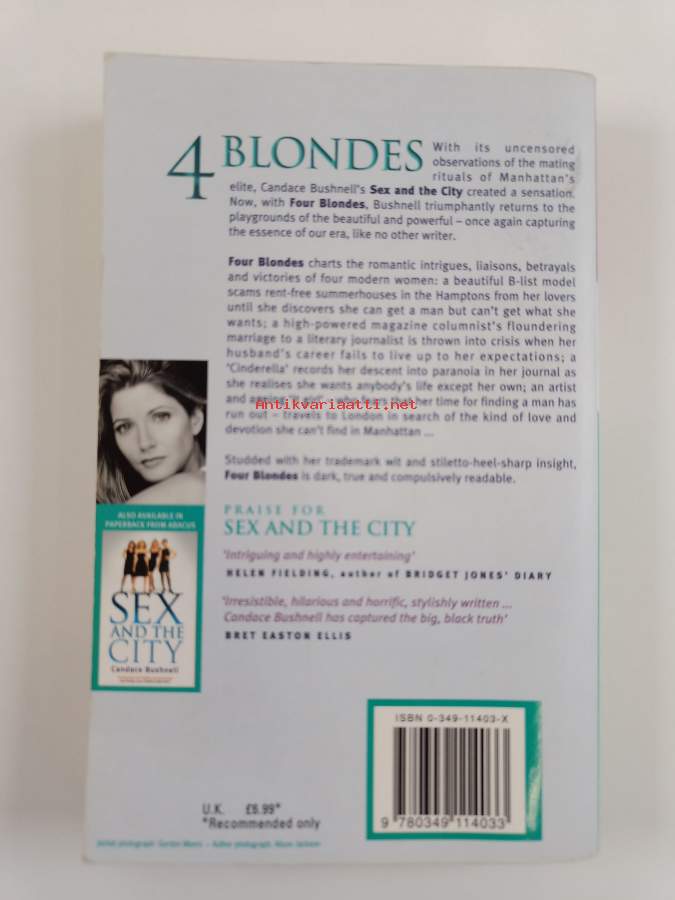 4 BLONDES
With its uncensored
observations of the mating
rituals of Manhattan's
elite, Candace Bushnell's Sex and the City created a sensation.
Now, with Four Blondes, Bushnell triumphantly returns to the
playgrounds of the beautiful and powerful – once again capturing
the essence of our era, like no other writer.
Four Blondes charts the romantic intrigues, liaisons, betrayals
and victories of four modern women: a beautiful B-list model
scams rent-free summerhouses in the Hamptons from her lovers
until she discovers she can get a man but can't get what she
wants; a high-powered magazine columnist's floundering
marriage to a literary journalist is thrown into crisis when her
husband's career fails to live up to her expectations; a
'Cinderella' records her descent into paranoia in her journal as
she realises she wants anybody's life except her own; an artist
and that her time for finding a man has
Antikvariaatti.net
run out – travels to London in search of the kind of love and
devotion she can't find in Manhattan ...
Studded with her trademark wit and stiletto-heel-sharp insight,
Four Blondes is dark, true and compulsively readable.
PRAISE FOR
SEX AND THE CITY
'Intriguing and highly entertaining'
HELEN FIELDING, author of BRIDGET JONES' DIARY
'Irresistible, hilarious and horrific, stylishly written ...
Candace Bushnell has captured the big, black truth'
BRET EASTON ELLIS
ALSO AVAILABLE IN
PAPERBACK FROM ABACUS
SEX
AND THE
CITY
Candace Bushnell
ISBN 0-349-11403-X
9 780349 114033
U.K. £6.99*
*Recommended only
Jacket photograph: Gordon – Author photograph: